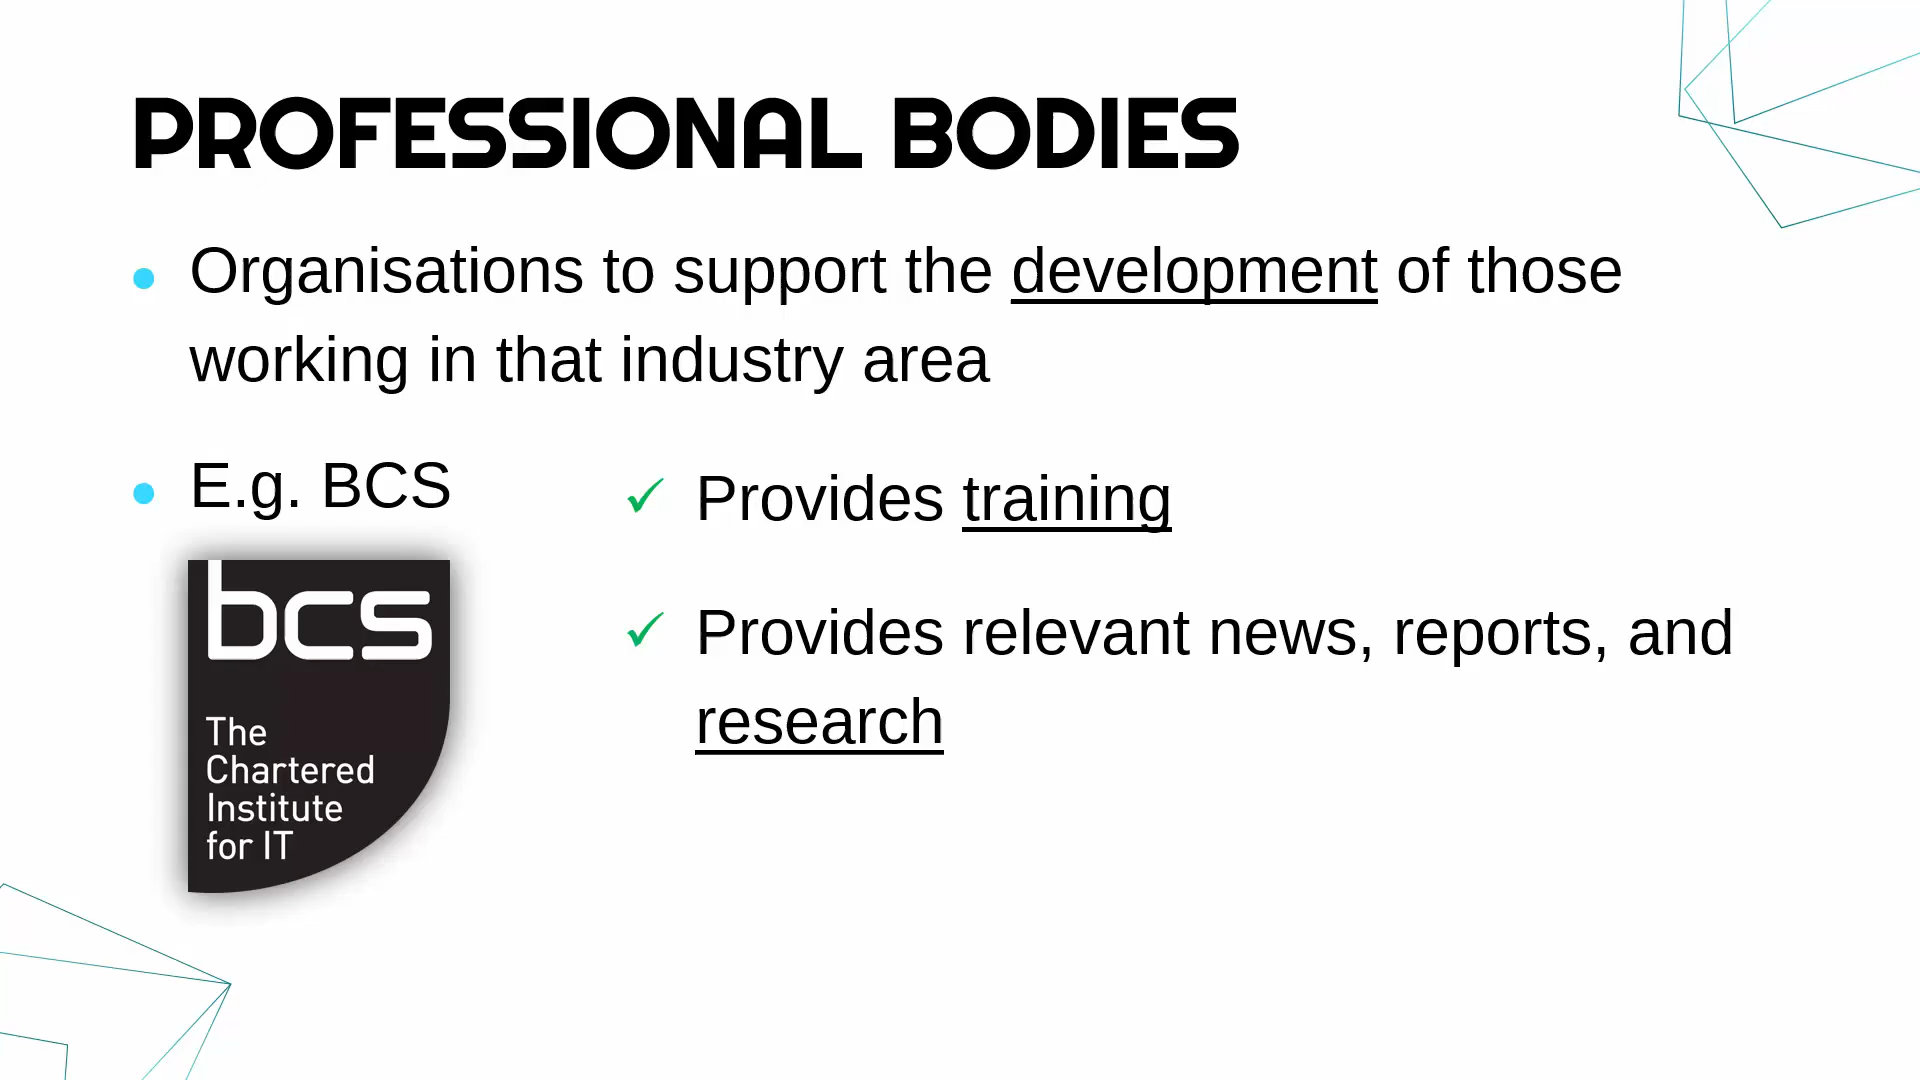 PROFESSIONAL BODIES
Organisations to support the development of those
working in that industry area
E.g. BCS
bcs
The
Chartered
Institute
for IT
Provides training
Provides relevant news, reports, and
research